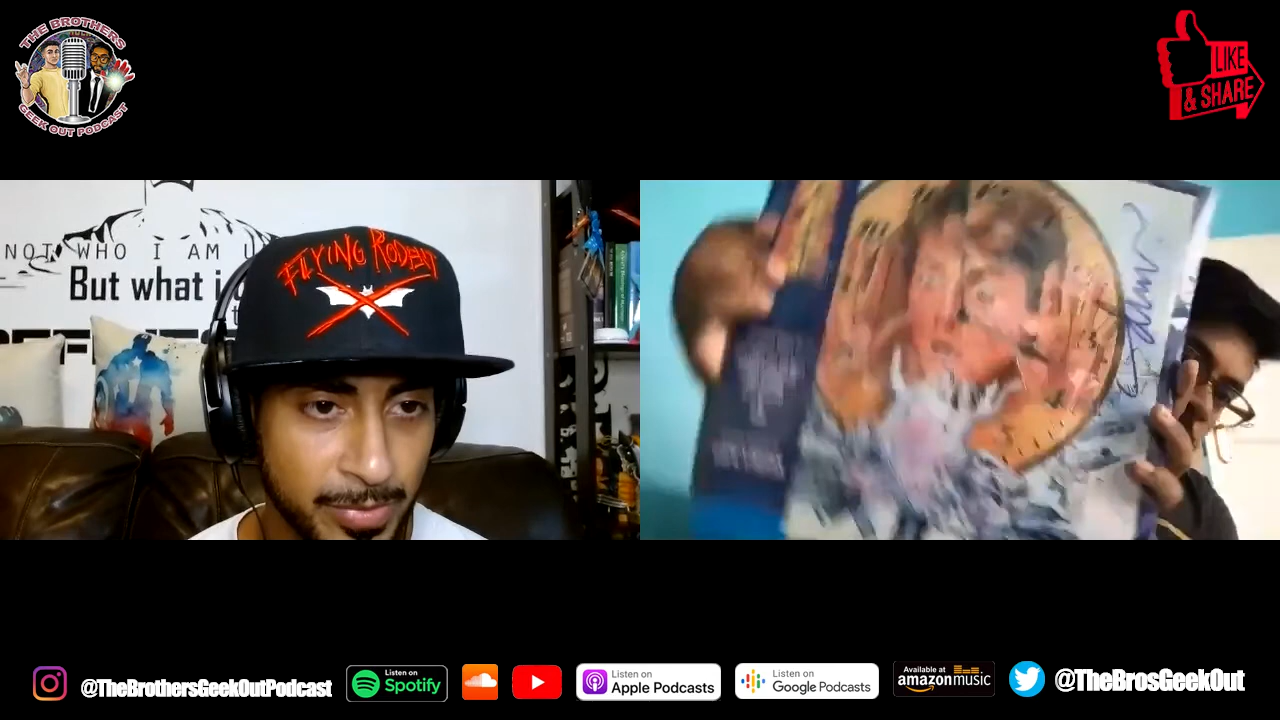 THE BROTHERS
GEEK OUT PODCAST
LIKE
& SHARE
NOT WHO I AM U
But what i
FLYING RODENT
@TheBrothersGeekOutPodcast
Listen on
Spotify
Listen on
Apple Podcasts
Listen on
Google Podcasts
Available at
amazon music
@TheBrosGeekOut